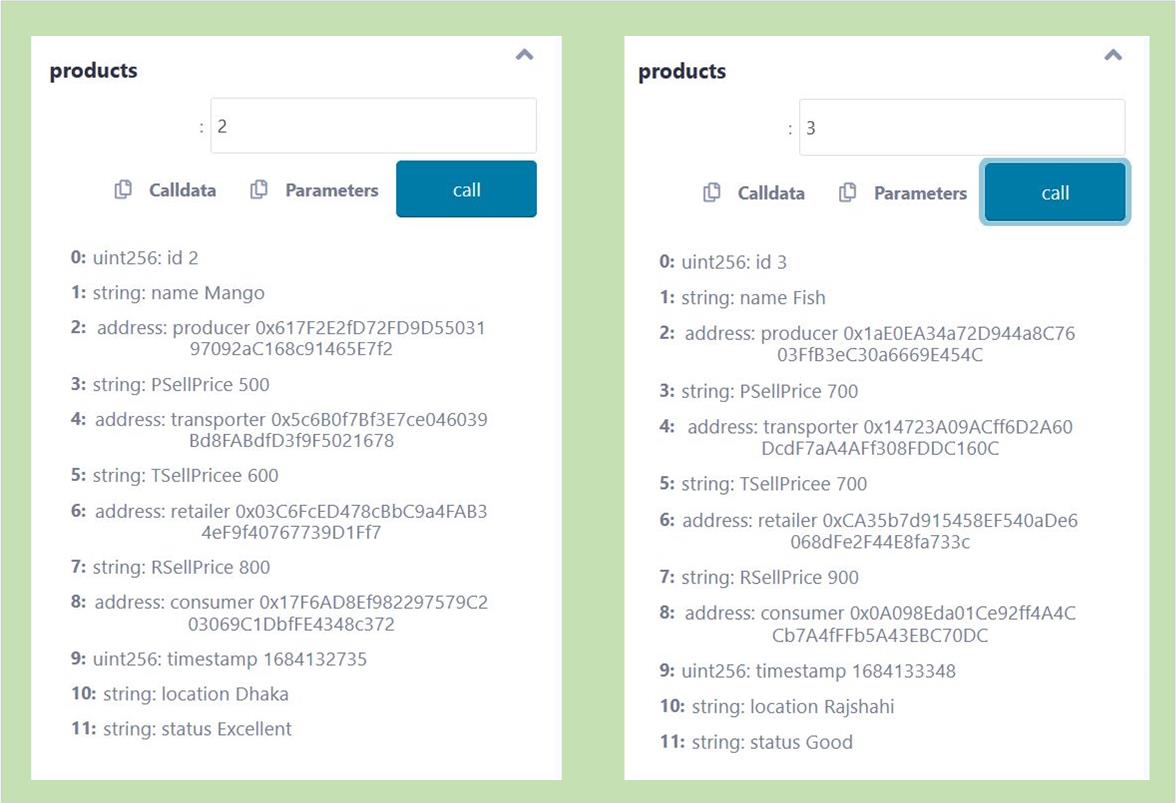 products
: 2
Calldata Parameters call
0: uint256: id 2
1: string: name Mango
2: address: producer 0x617F2E2fD72FD9D55031
97092aC168c91465E7f2
3: string: PSellPrice 500
4: address: transporter 0x5c6B0f7Bf3E7ce046039
Bd8FABdfD3f9F5021678
5: string: TSellPricee 600
6: address: retailer 0x03C6FcED478cBbC9a4FAB3
4eF9f40767739D1Ff7
7: string: RSellPrice 800
8: address: consumer 0x17F6AD8Ef982297579C2
03069C1DbfFE4348c372
9: uint256: timestamp 1684132735
10: string: location Dhaka
11: string: status Excellent
products
: 3
Calldata Parameters call
0: uint256: id 3
1: string: name Fish
2: address: producer 0x1aE0EA34a72D944a8C76
03FfB3eC30a6669E454C
3: string: PSellPrice 700
4: address: transporter 0x14723A09ACff6D2A60
DcdF7aA4AFf308FDDC160C
5: string: TSellPricee 700
6: address: retailer 0xCA35b7d915458EF540aDe6
068dFe2F44E8fa733c
7: string: RSellPrice 900
8: address: consumer 0x0A098Eda01Ce92ff4A4C
Cb7A4fFFb5A43EBC70DC
9: uint256: timestamp 1684133348
10: string: location Rajshahi
11: string: status Good